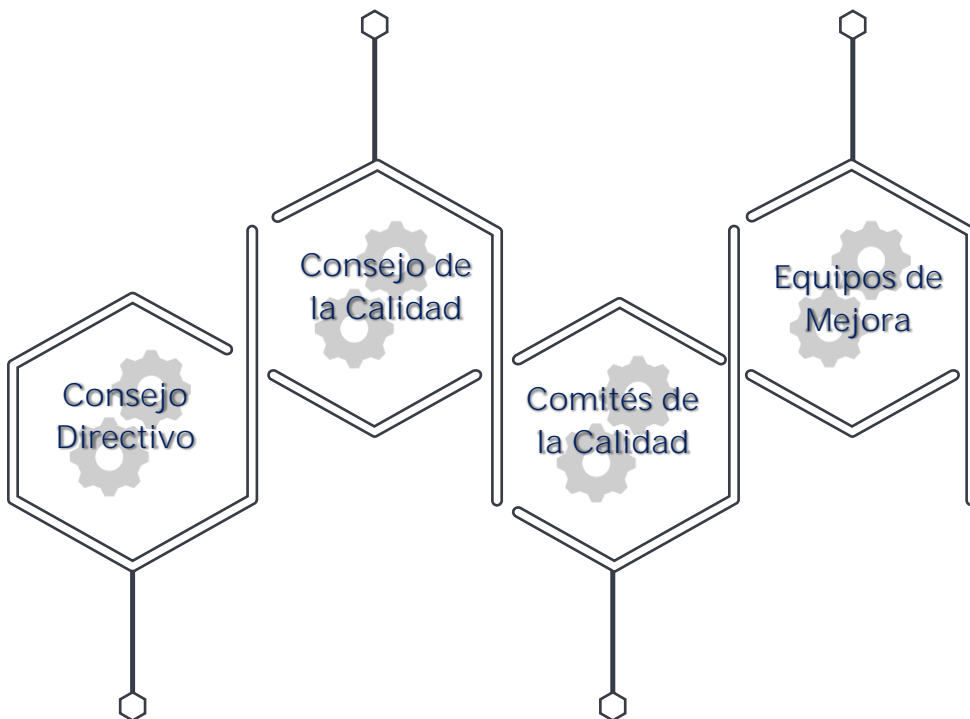 Consejo
Directivo
Consejo de
la Calidad
Comités de
la Calidad
Equipos de
Mejora